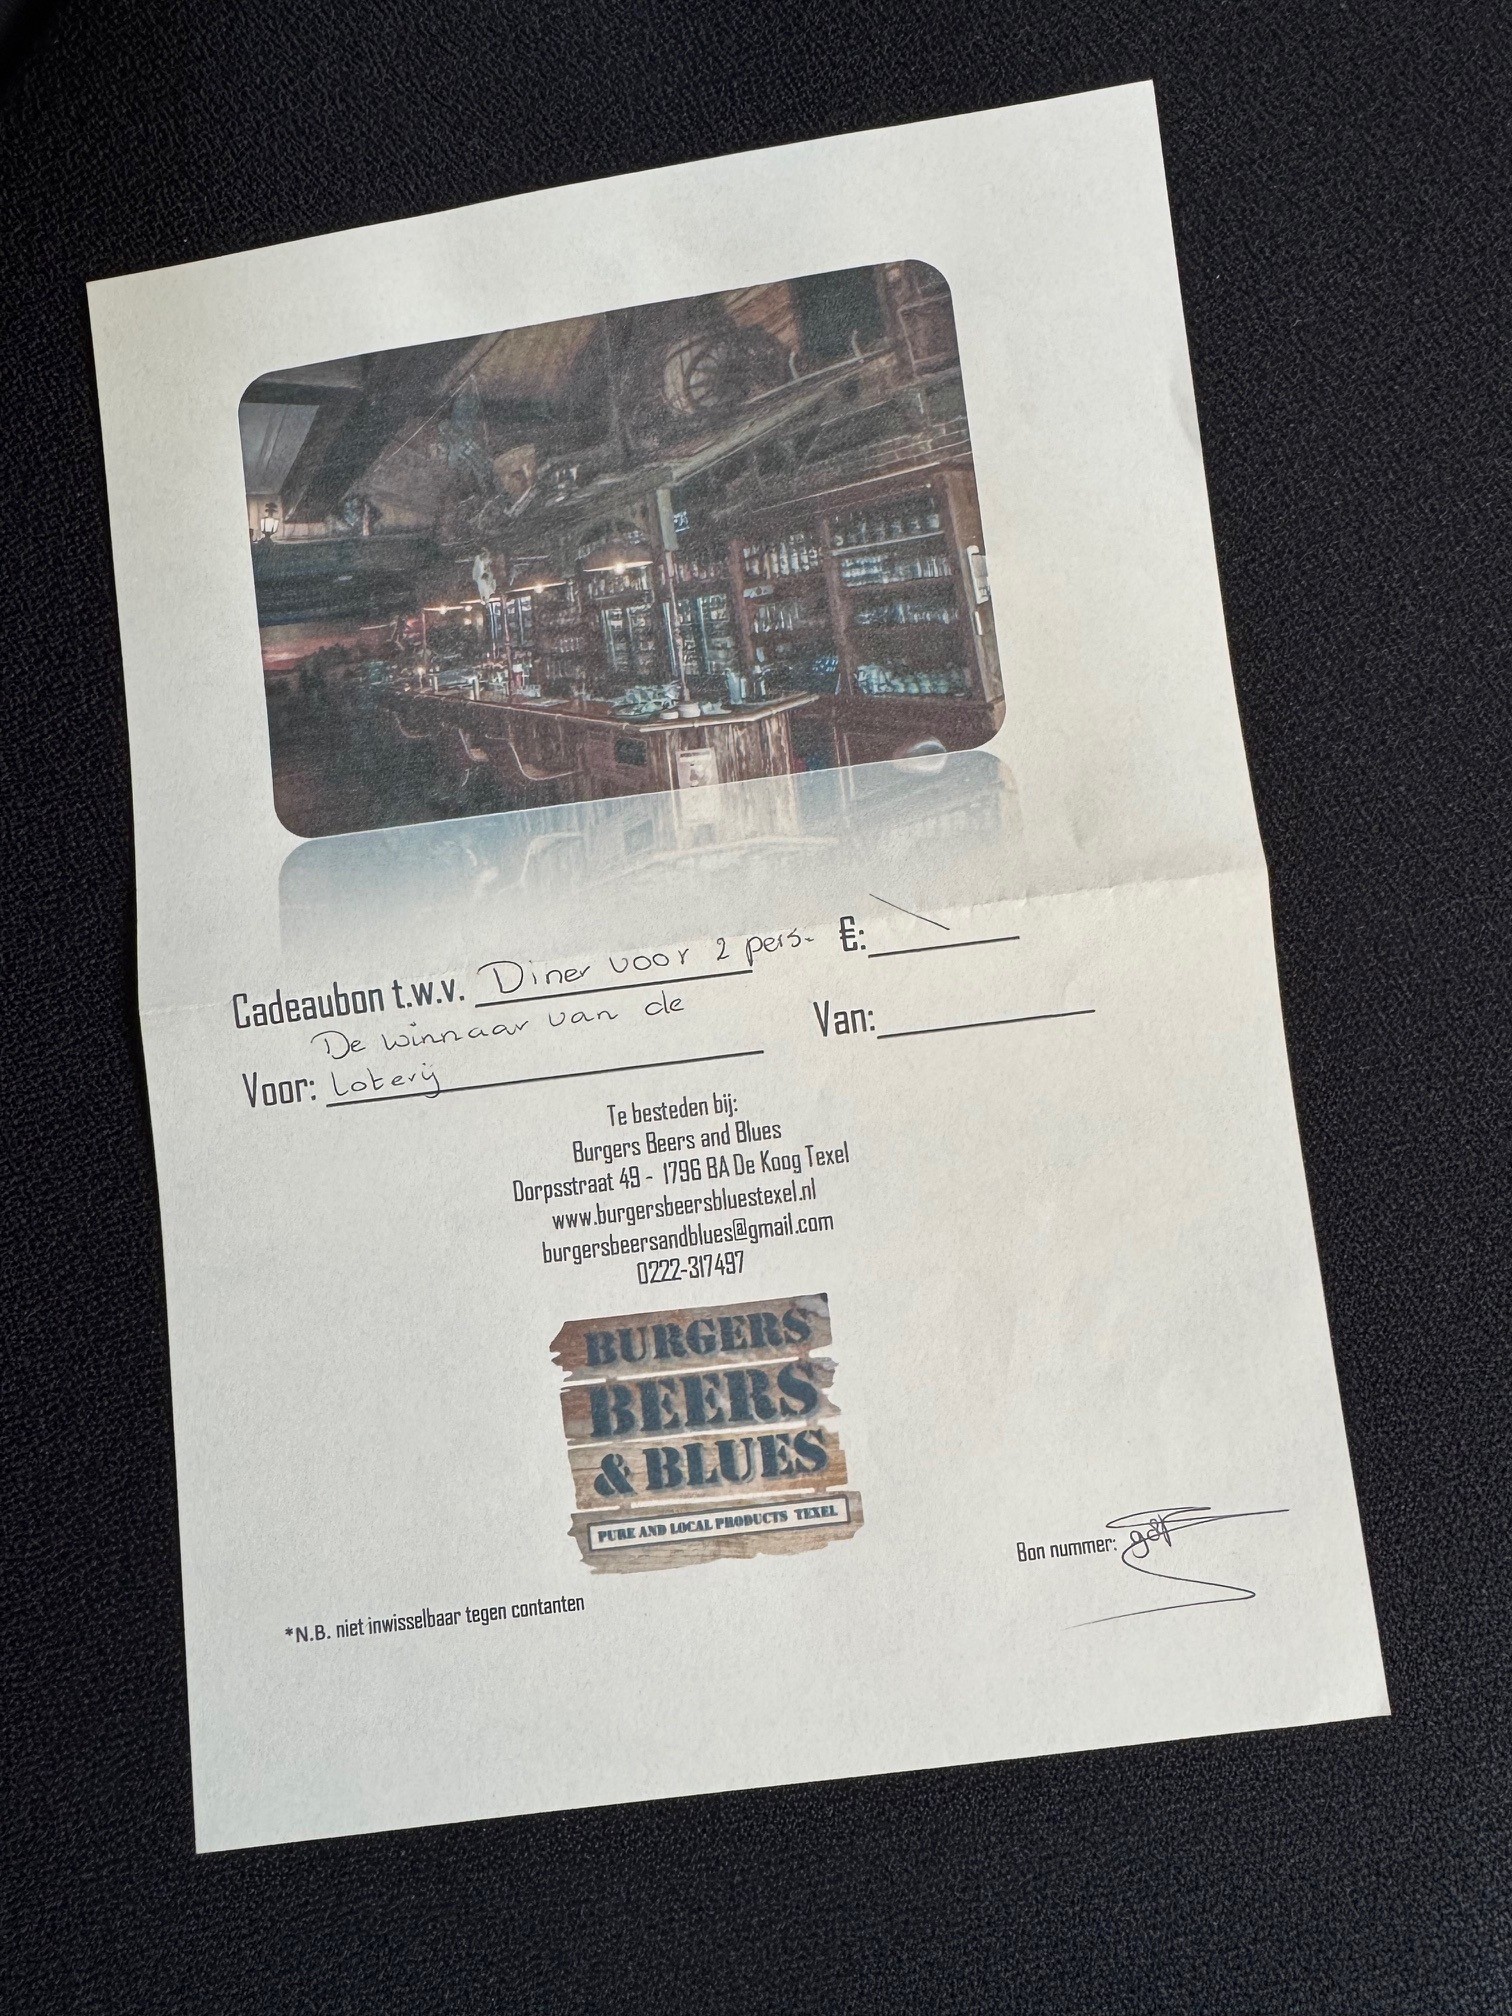 Cadeaubon t.w.v. Diner voor 2 pers. €:
De winnaar van de
Voor: Loterij
Van:
Te besteden bij:
Burgers Beers and Blues
Dorpsstraat 49 - 1796 BA De Koog Texel
www.burgersbeersbluestexel.nl
burgersbeersandblues@gmail.com
0222-317497
BURGERS
BEERS
& BLUES
PURE AND LOCAL PRODUCTS TEXEL
Bon nummer:
*N.B. niet inwisselbaar tegen contanten